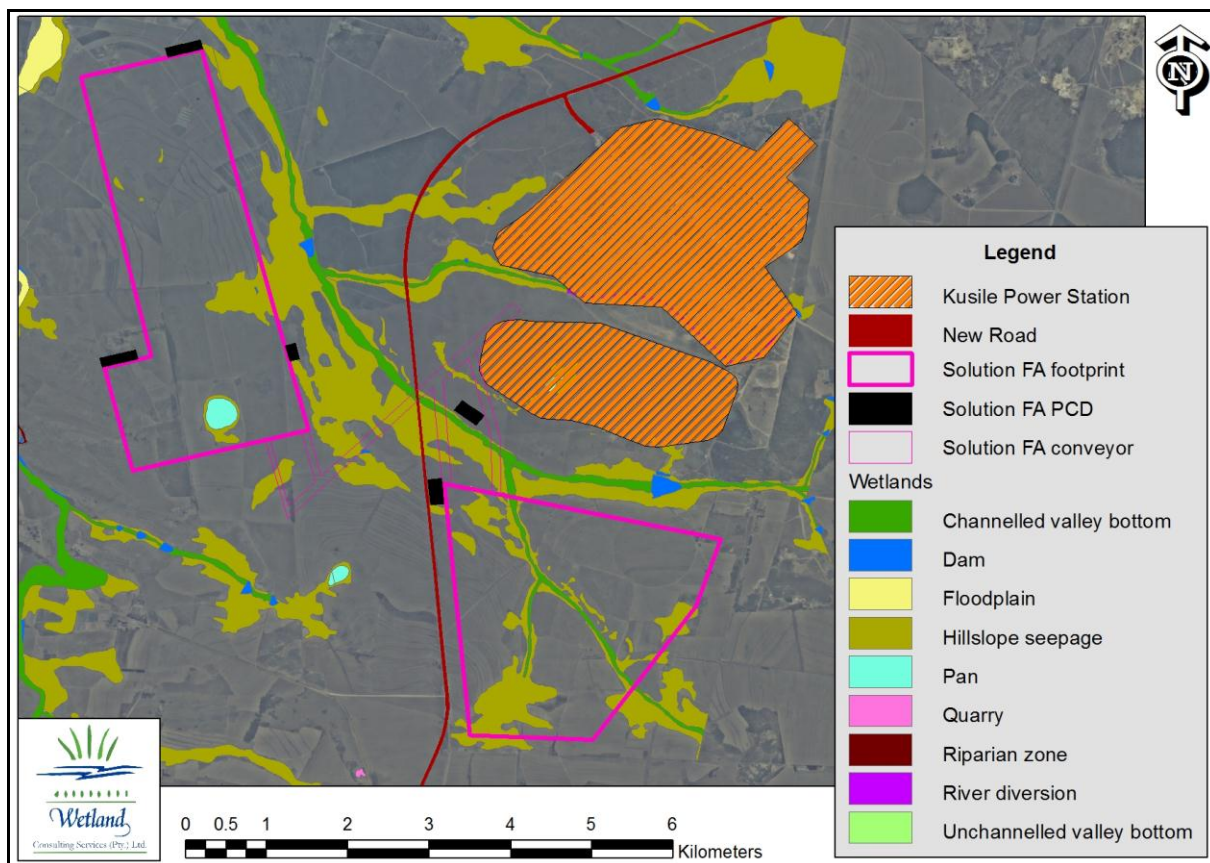 N
Legend
Kusile Power Station
New Road
Solution FA footprint
Solution FA PCD
Solution FA conveyor
Wetlands
Channelled valley bottom
Dam
Floodplain
Hillslope seepage
Pan
Quarry
Riparian zone
River diversion
Unchannelled valley bottom
Wetland
Consulting Services (Pty.) Ltd.
0 0.5 1 2 3 4 5 6
Kilometers